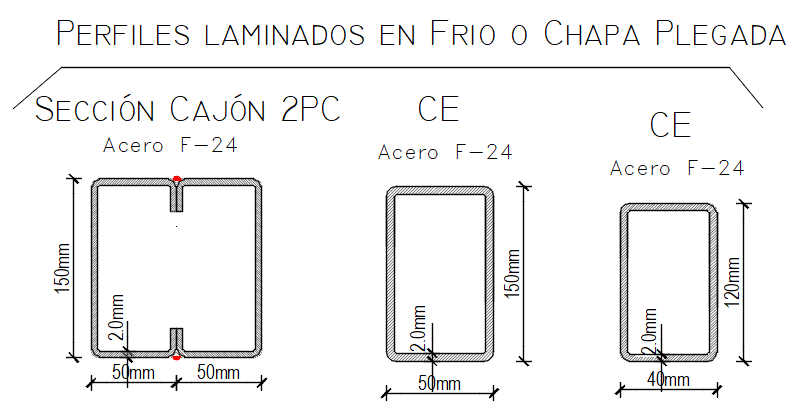 PERFILES LAMINADOS EN FRIO O CHAPA PLEGADA
SECCIÓN CAJÓN 2PC
Acero F-24
150mm
2.0mm
50mm
50mm
CE
Acero F-24
150mm
2.0mm
50mm
CE
Acero F-24
120mm
2.0mm
40mm